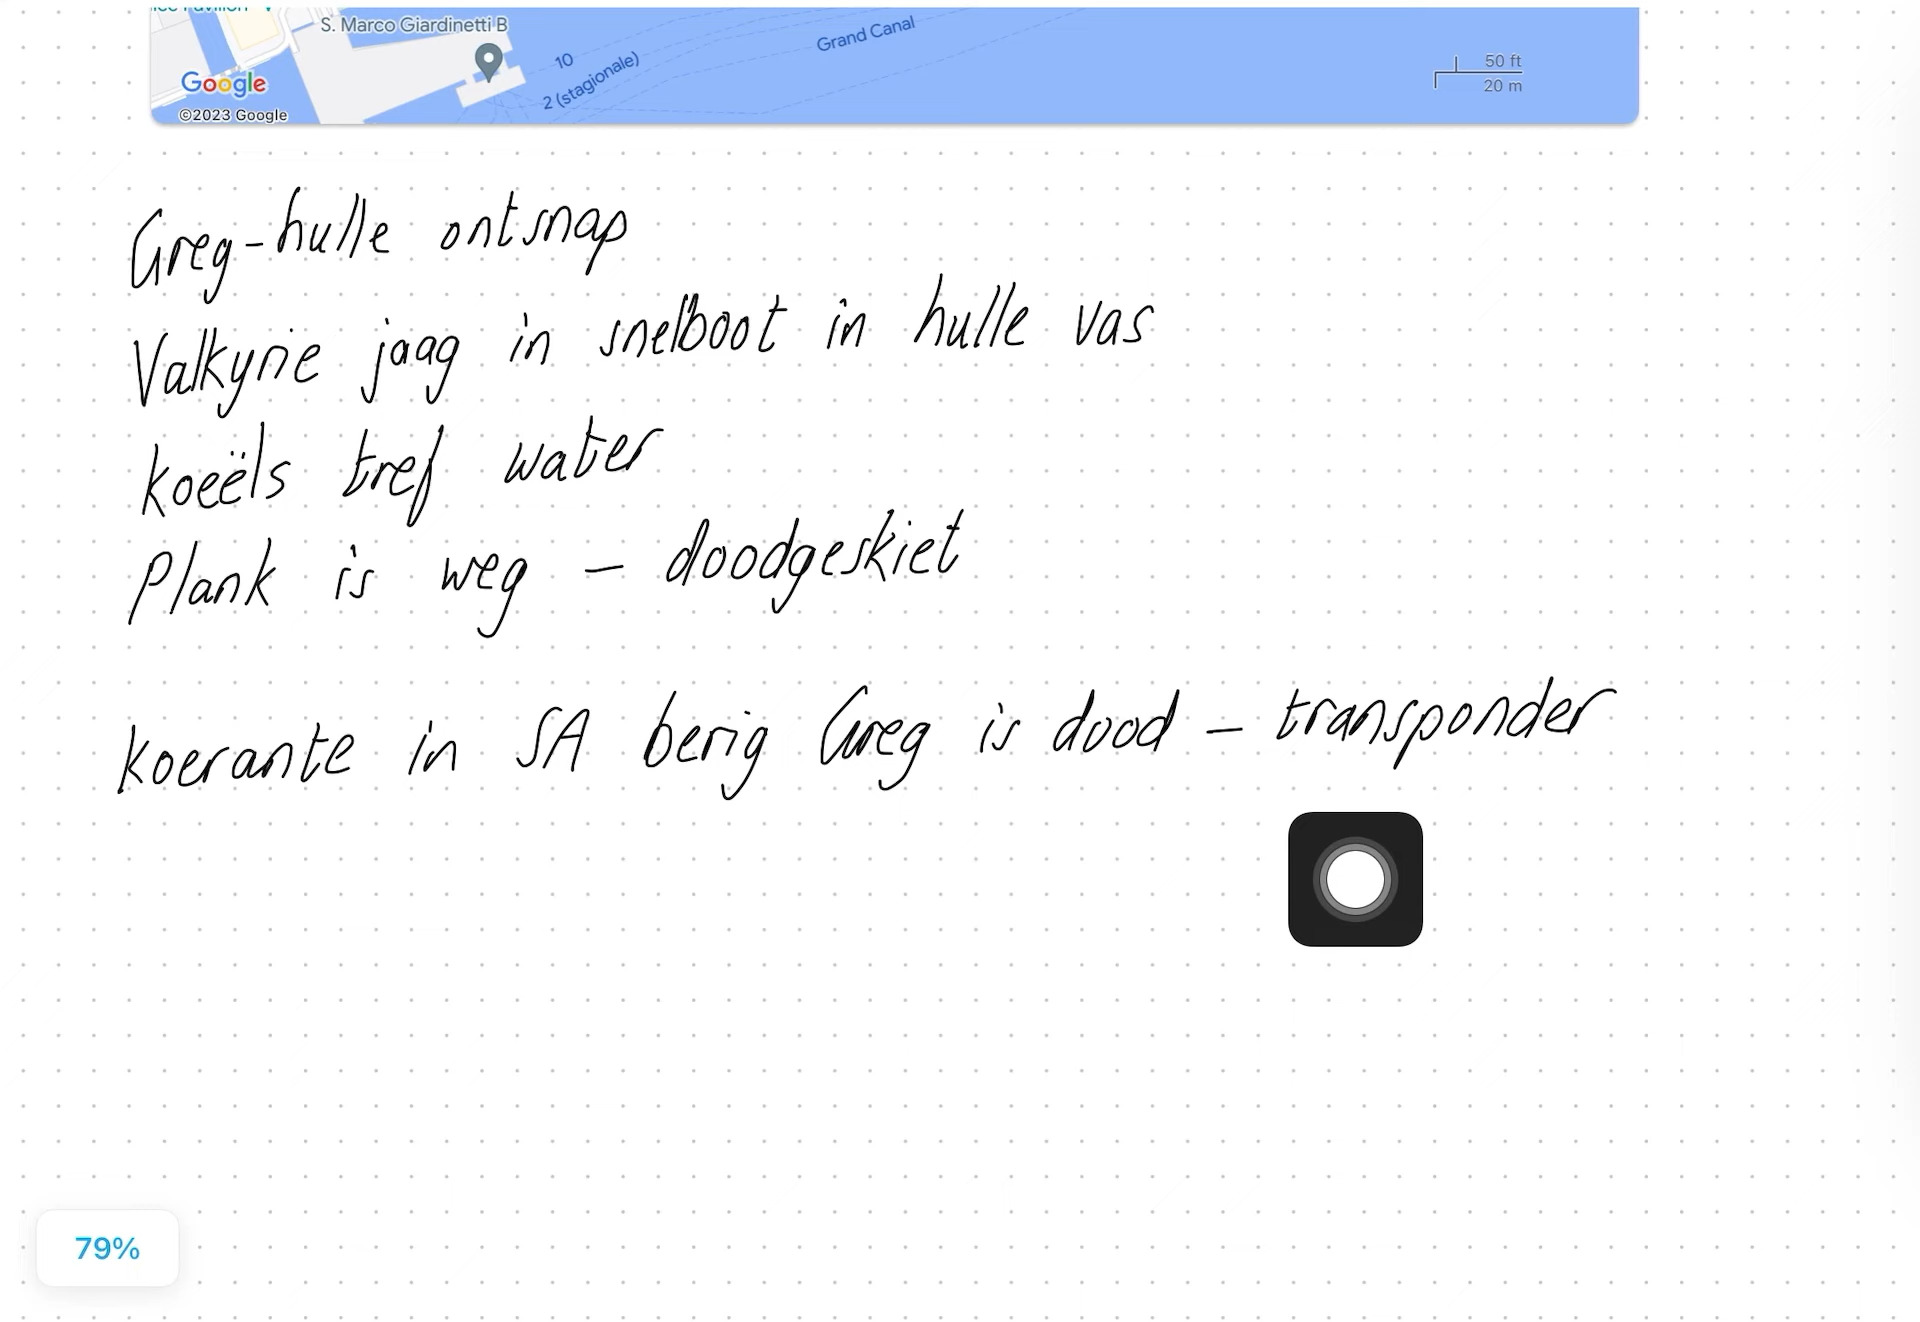 S. Marco Giardinetti B
Grand Canal
10
2 (stagionale)
50 ft
20 m
Google
©2023 Google
Greg-hulle ontsnap
Valkyrie jaag in snelboot in hulle vas
koeëls tref water
Plank is weg – doodgeskiet
koerante in SA berig Greg is dood – transponder
79%